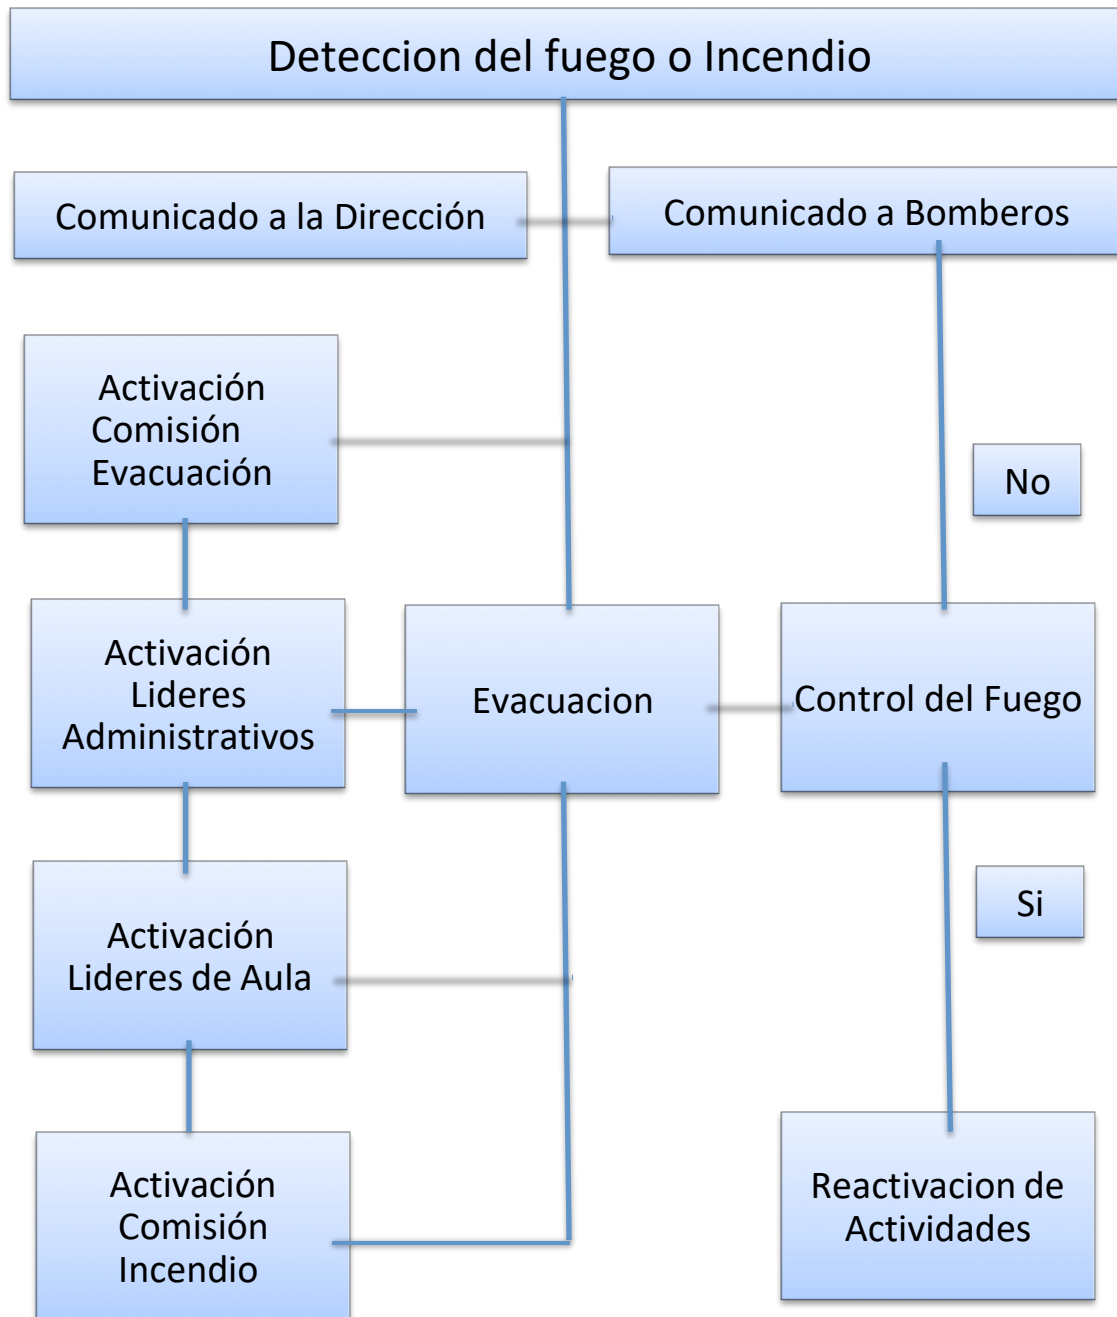 Deteccion del fuego o Incendio
Comunicado a la Dirección
Comunicado a Bomberos
Activación
Comisión
Evacuación
No
Activación
Lideres
Administrativos
Evacuacion
Control del Fuego
Activación
Lideres de Aula
Si
Activación
Comisión
Incendio
Reactivacion de
Actividades